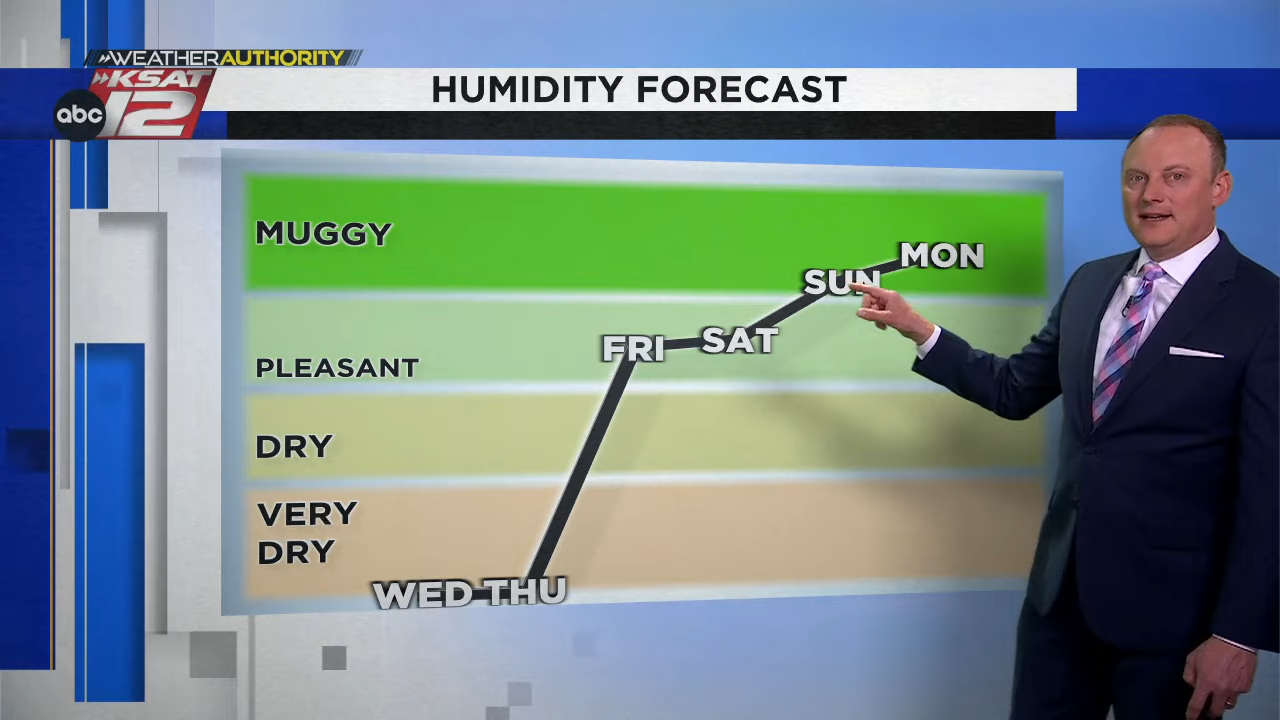 WEATHERAUTHORITY
KSAT
abc 12
HUMIDITY FORECAST
MUGGY
MON
SUN
PLEASANT
FRI
SAT
DRY
VERY
DRY
WED THU